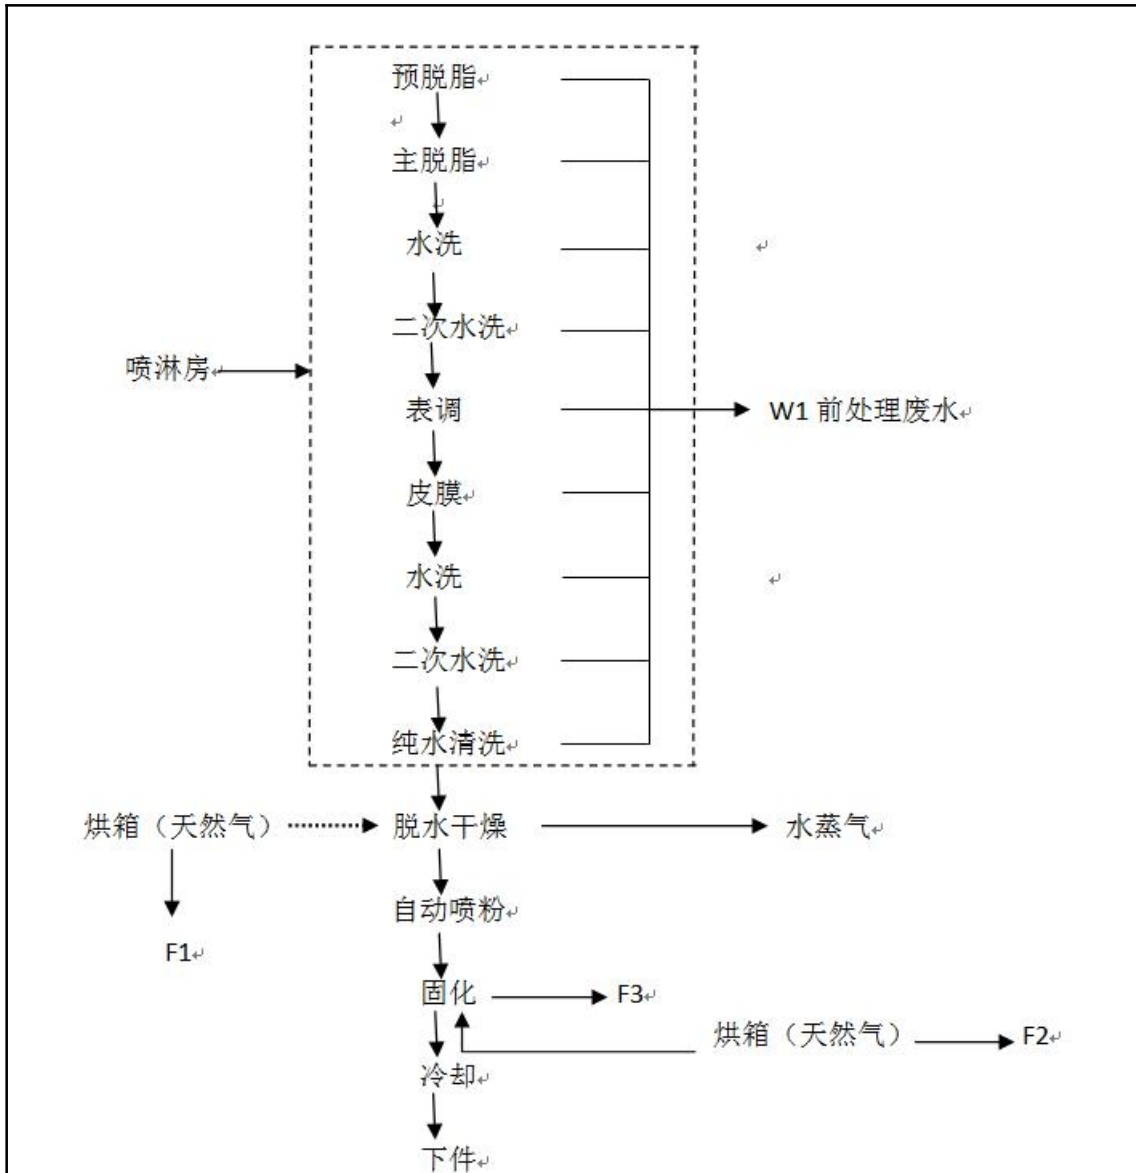 预脱脂
主脱脂
水洗
二次水洗
喷淋房
表调
W1 前处理废水
皮膜
水洗
二次水洗
纯水清洗
烘箱（天然气）
脱水干燥
水蒸气
自动喷粉
F1
固化
F3
烘箱（天然气）
F2
冷却
下件